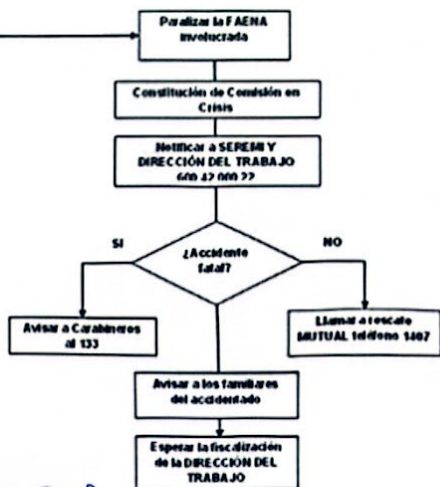 Paralizar la FAENA
involucrada
Constitución de Comisión en
Crisis
Notificar a SEREMI Y
DIRECCIÓN DEL TRABAJO
600 42 000 22
¿Accidente
fatal?
SI
NO
Avisar a Carabineros
al 133
Llamar a rescate
MUTUAL teléfono 1407
Avisar a los familiares
del accidentado
Esperar la fiscalización
de la DIRECCIÓN DEL
TRABAJO